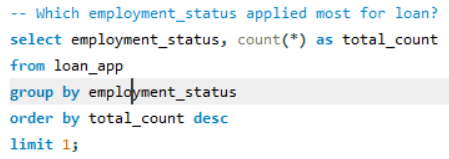 -- Which employment_status applied most for loan?
select employment_status, count(*) as total_count
from loan_app
group by employment_status
order by total_count desc
limit 1;